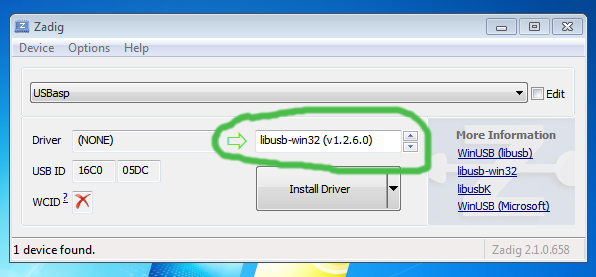 Zadig
Device Options Help
USBasp Edit
Driver (NONE) libusb-win32 (v1.2.6.0)
USB ID 16C0 05DC
WCID ?
Install Driver
More Information
WinUSB (libusb)
libusb-win32
libusbK
WinUSB (Microsoft)
1 device found. Zadig 2.1.0.658